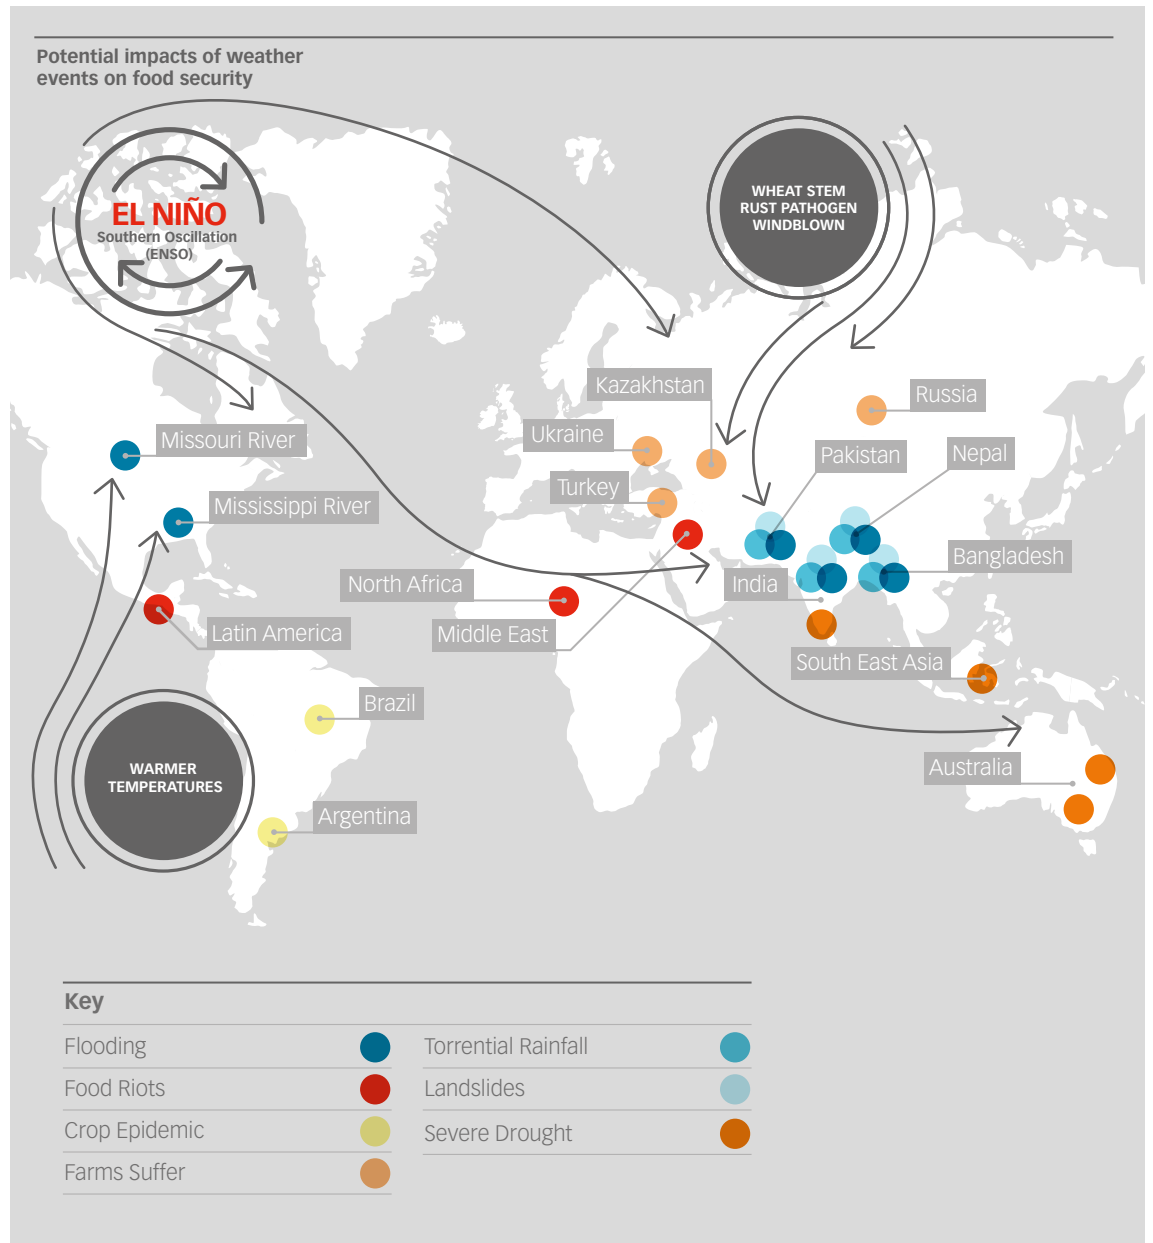 Potential impacts of weather
events on food security
EL NIÑO
Southern Oscillation
(ENSO)
WHEAT STEM
RUST PATHOGEN
WINDBLOWN
Kazakhstan
Russia
Ukraine
Missouri River
Pakistan
Nepal
Turkey
Mississippi River
Bangladesh
North Africa
India
Latin America
Middle East
South East Asia
Brazil
WARMER
TEMPERATURES
Australia
Argentina
Key
Flooding
Torrential Rainfall
Food Riots
Landslides
Crop Epidemic
Severe Drought
Farms Suffer